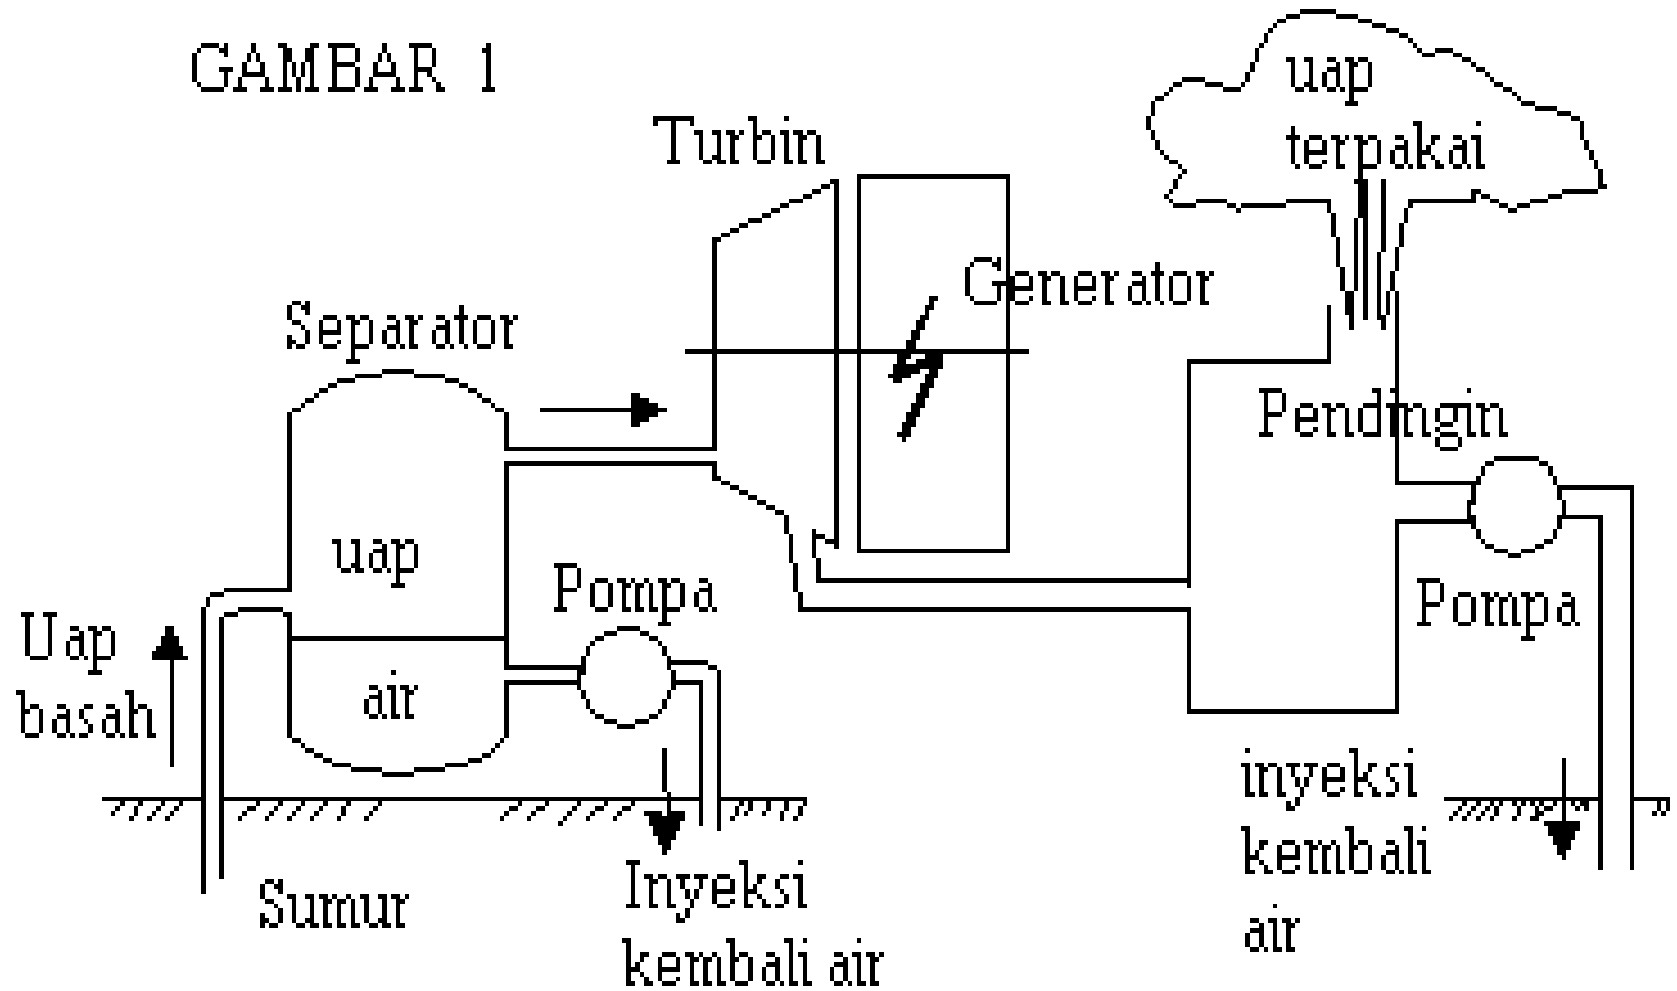 GAMBAR 1
uap
terpakai
Turbin
Generator
Separator
Pendingin
uap
Pompa
Pompa
Uap
basah
air
inyeksi
kembali
air
Sumur
Inyeksi
kembali air